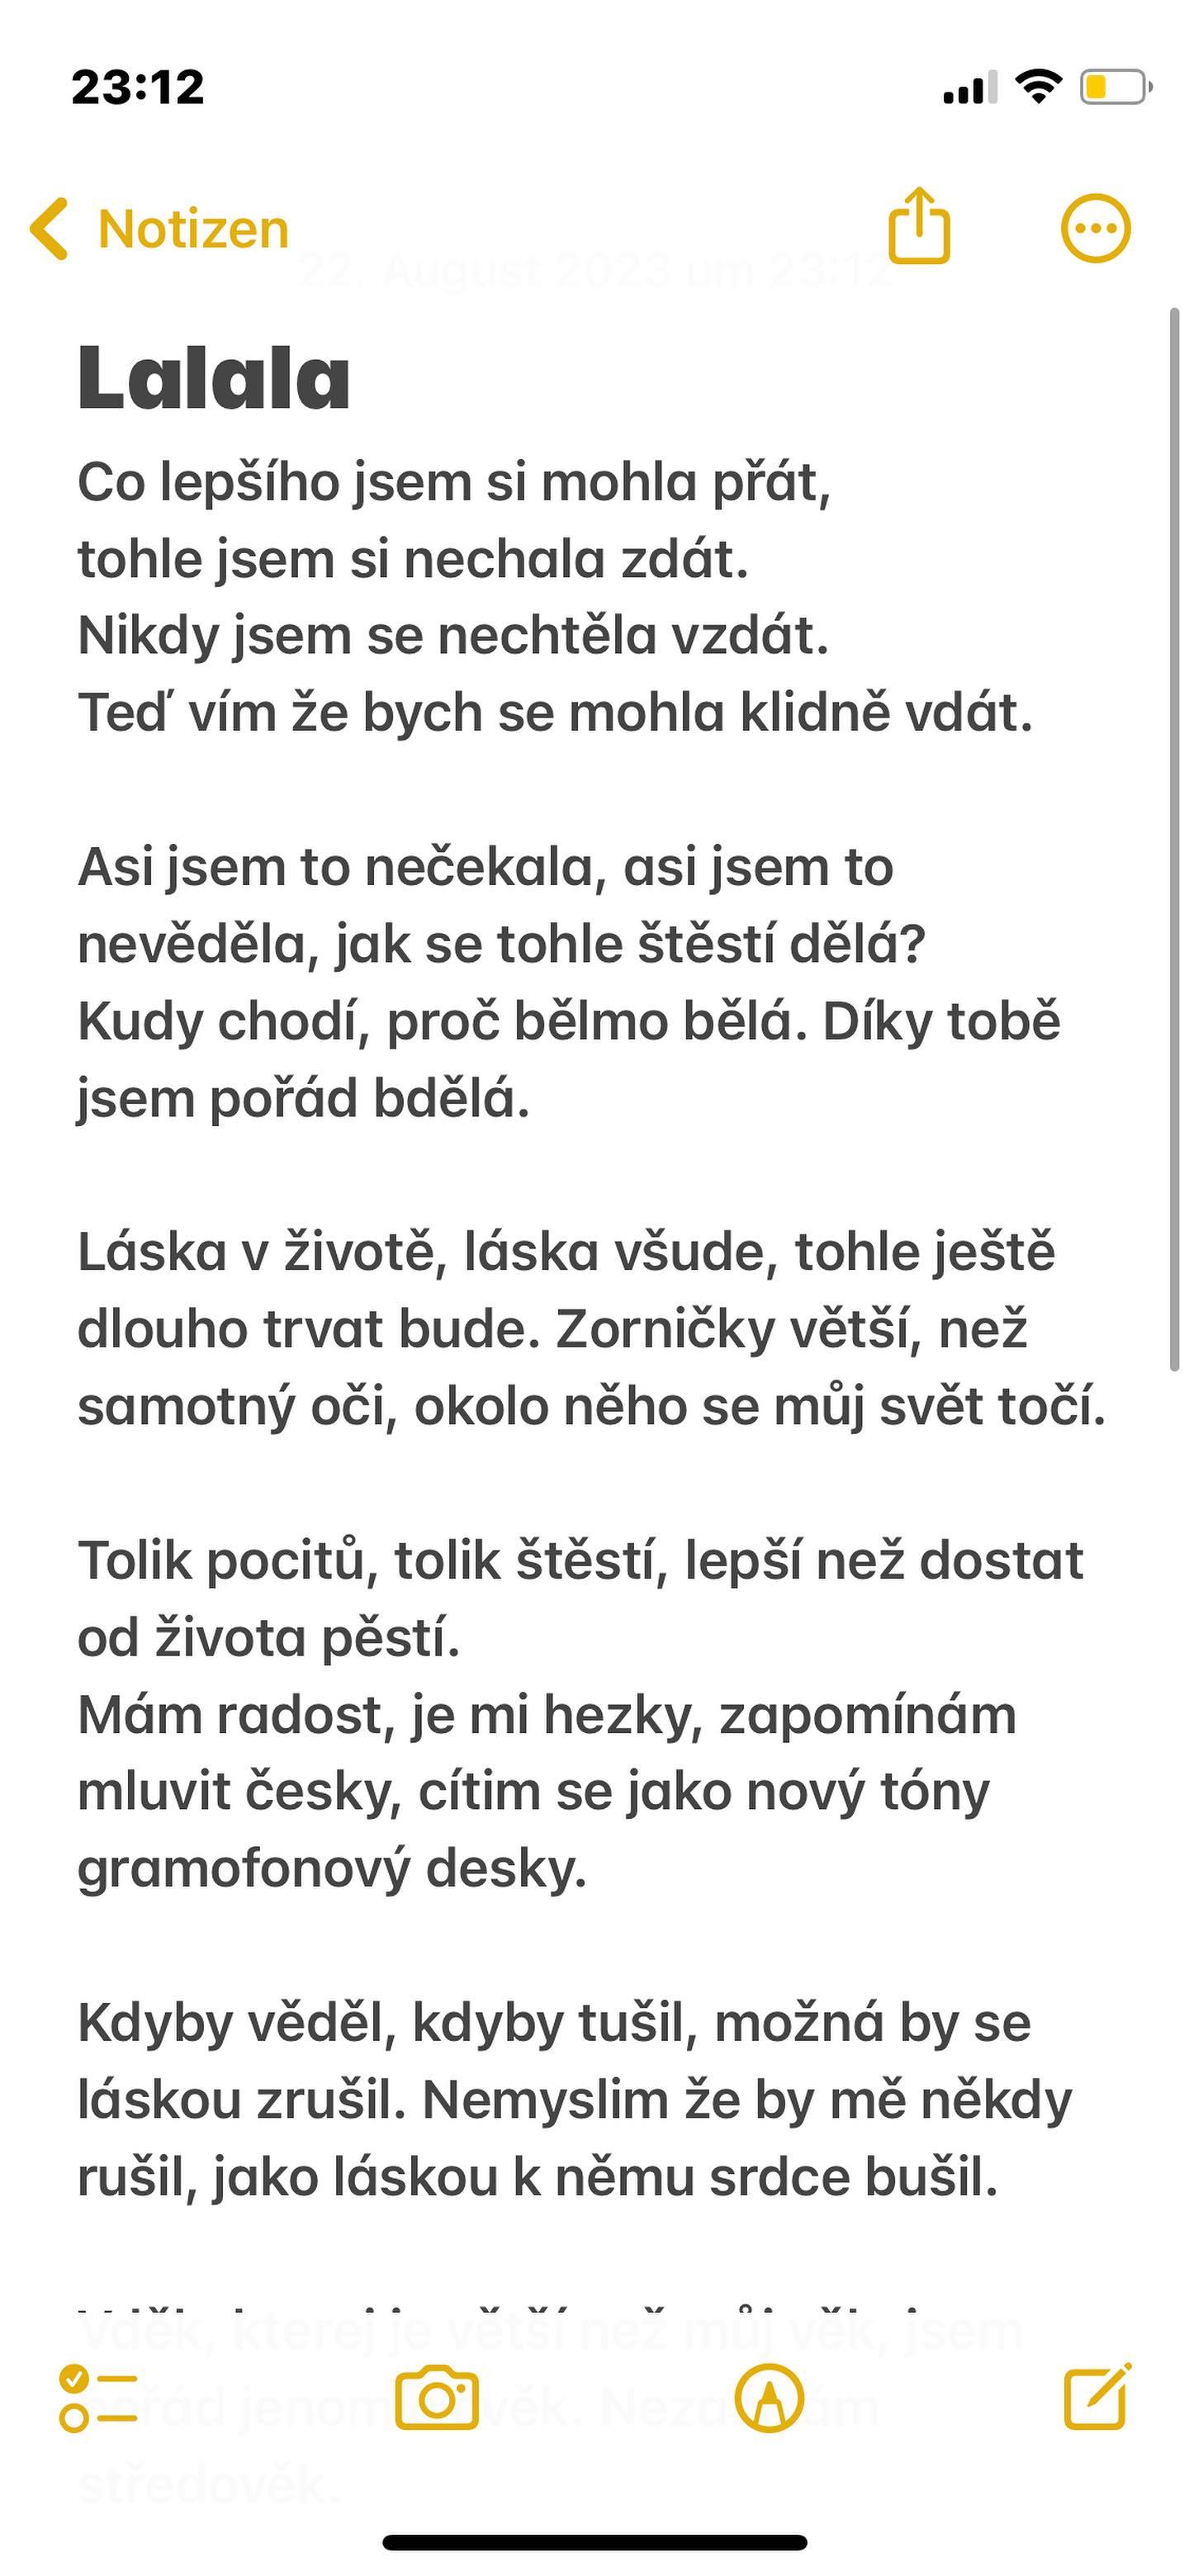 23:12
Notizen
22. August 2023 um 23:12
Lalala
Co lepšího jsem si mohla přát,
tohle jsem si nechala zdát.
Nikdy jsem se nechtěla vzdát.
Teď vím že bych se mohla klidně vdát.
Asi jsem to nečekala, asi jsem to
nevěděla, jak se tohle štěstí dělá?
Kudy chodí, proč bělmo bělá. Díky tobě
jsem pořád bdělá.
Láska v životě, láska všude, tohle ještě
dlouho trvat bude. Zorničky větší, než
samotný oči, okolo něho se můj svět točí.
Tolik pocitů, tolik štěstí, lepší než dostat
od života pěstí.
Mám radost, je mi hezky, zapomínám
mluvit česky, cítim se jako nový tóny
gramofonový desky.
Kdyby věděl, kdyby tušil, možná by se
láskou zrušil. Nemyslim že by mě někdy
rušil, jako láskou k němu srdce bušil.
Vděk, kterej je větší než můj věk, jsem
jenom
středověk.